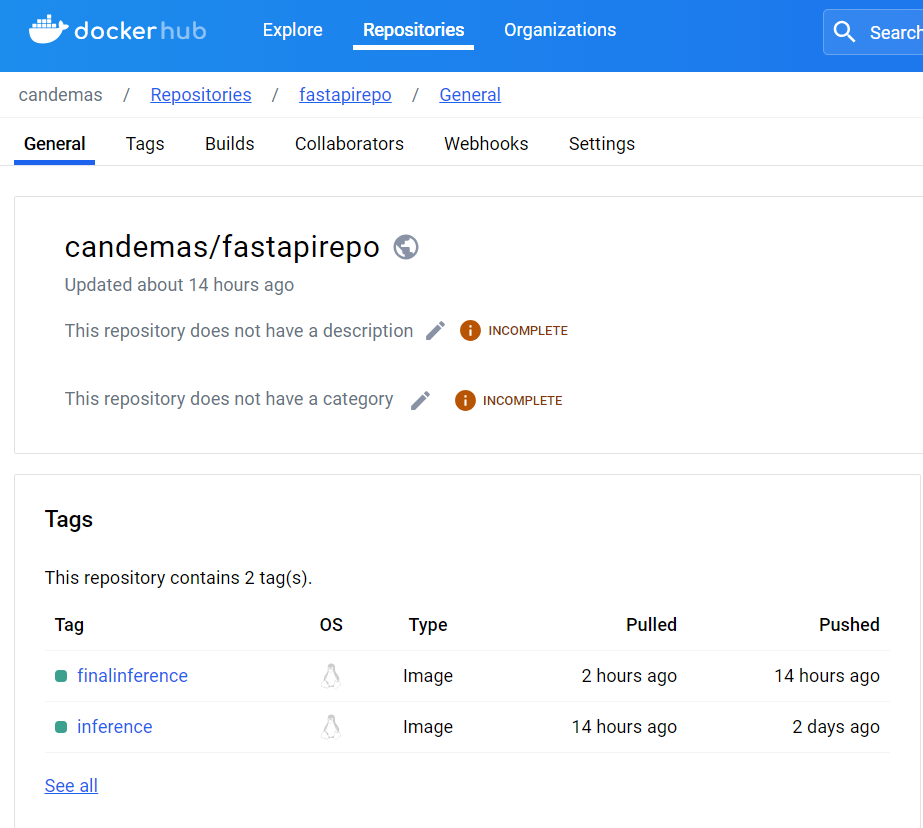 dockerhub Explore Repositories Organizations Search
candemas / Repositories / fastapirepo / General
General Tags Builds Collaborators Webhooks Settings
candemas/fastapirepo
Updated about 14 hours ago
This repository does not have a description INCOMPLETE
This repository does not have a category INCOMPLETE
Tags
This repository contains 2 tag(s).
Tag OS Type Pulled Pushed
finalinference Image 2 hours ago 14 hours ago
inference Image 14 hours ago 2 days ago
See all